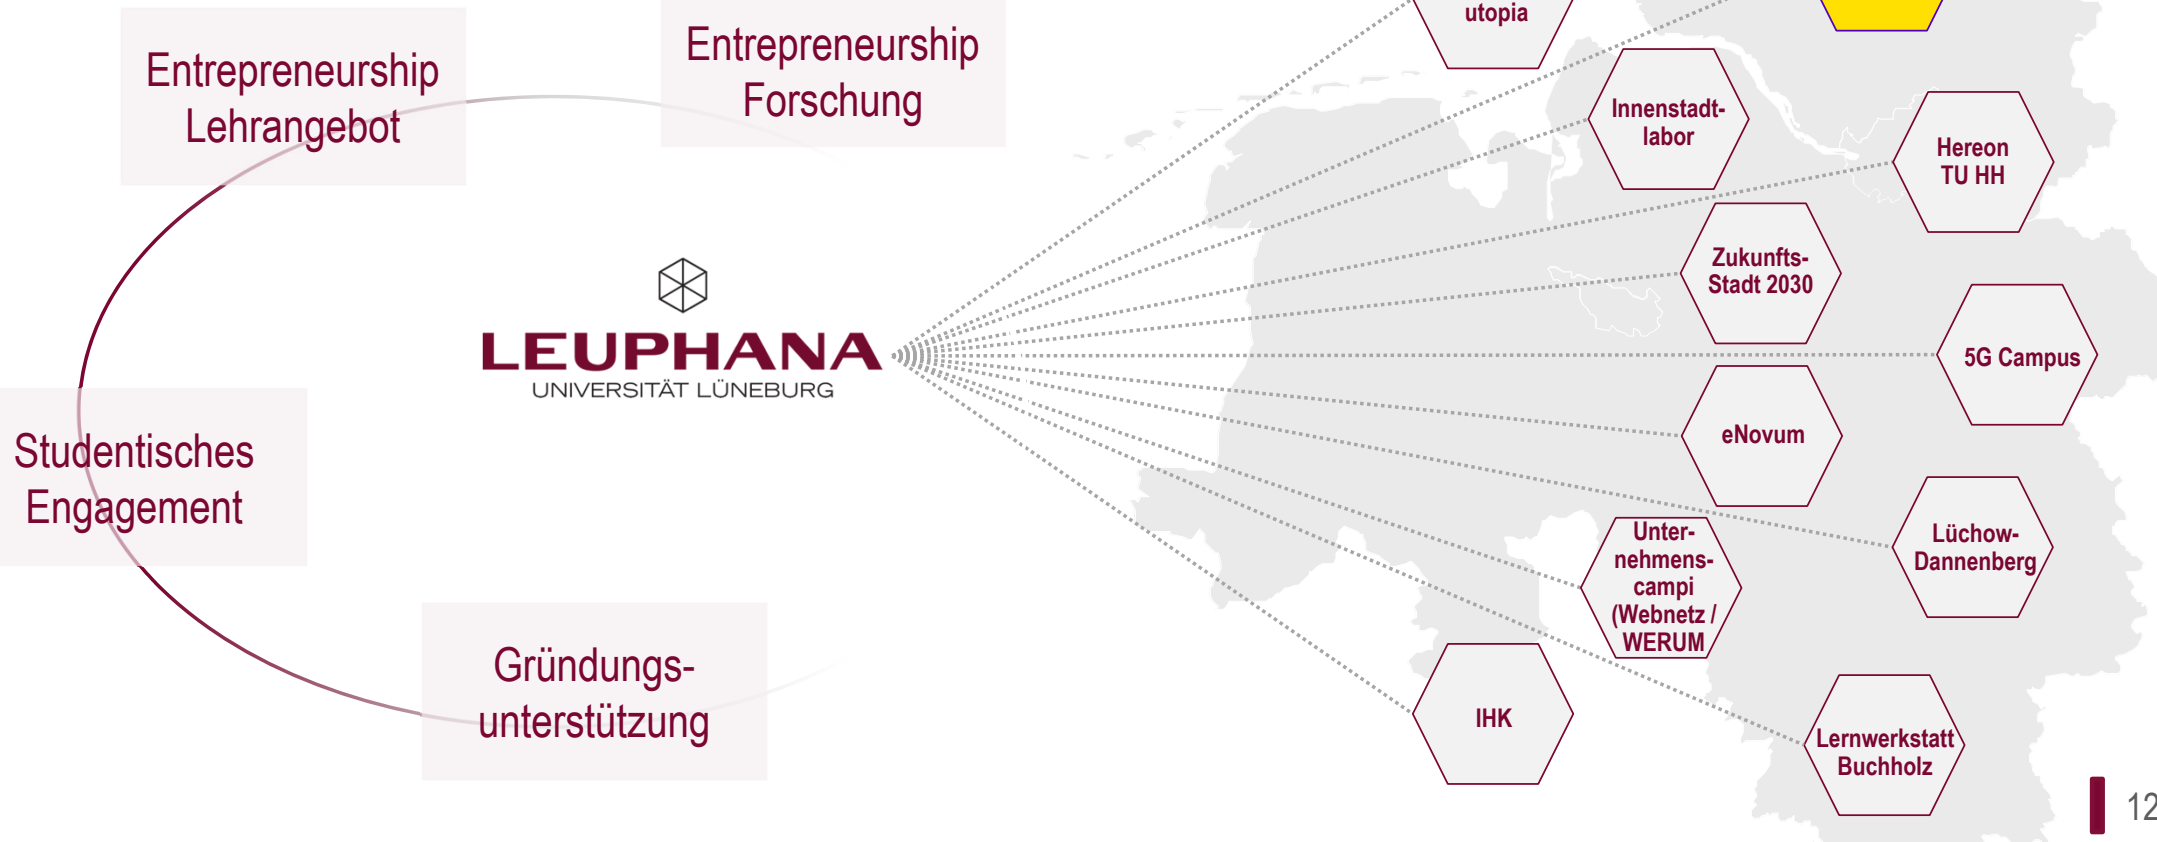 Entrepreneurship
Lehrangebot
Entrepreneurship
Forschung
Studentisches
Engagement
Gründungs-
unterstützung
LEUPHANA
UNIVERSITÄT LÜNEBURG
utopia
Innenstadt-
labor
Hereon
TU HH
Zukunfts-
Stadt 2030
5G Campus
eNovum
Lüchow-
Dannenberg
Unter-
nehmens-
campi
(Webnetz /
WERUM
IHK
Lernwerkstatt
Buchholz
12